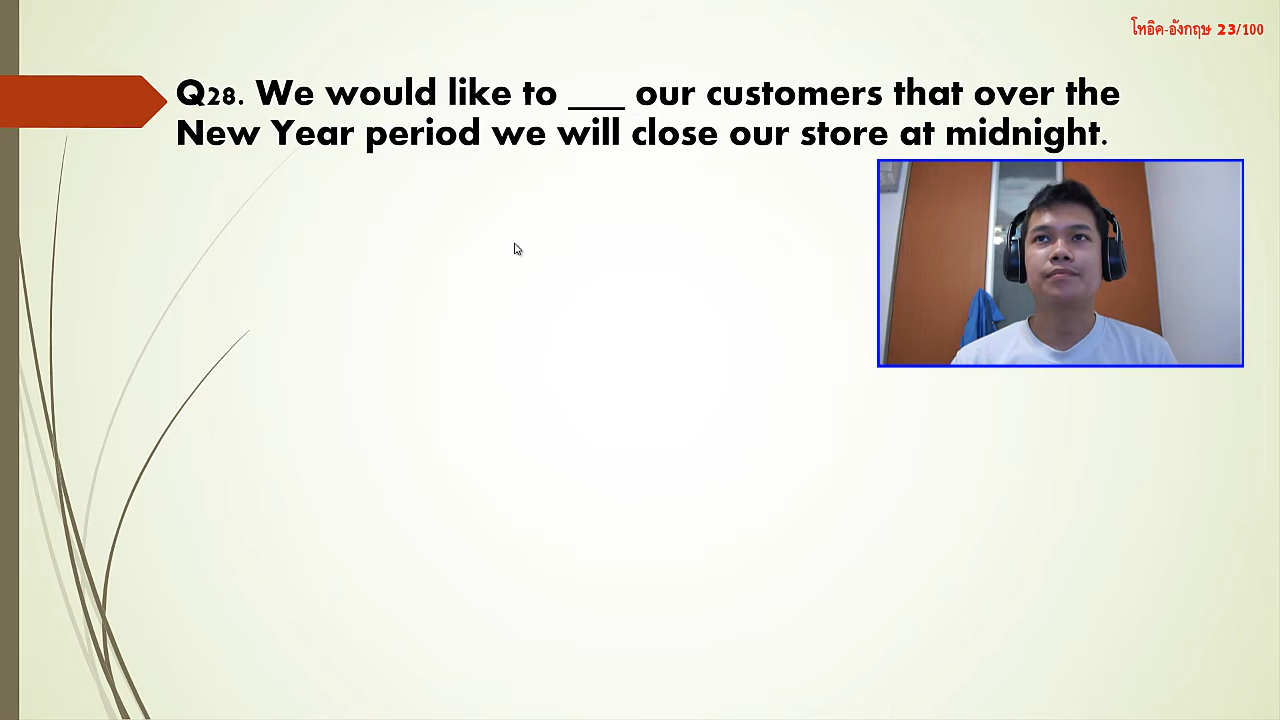 โทอิค-อังกฤษ 23/100
Q28. We would like to ___ our customers that over the
New Year period we will close our store at midnight.